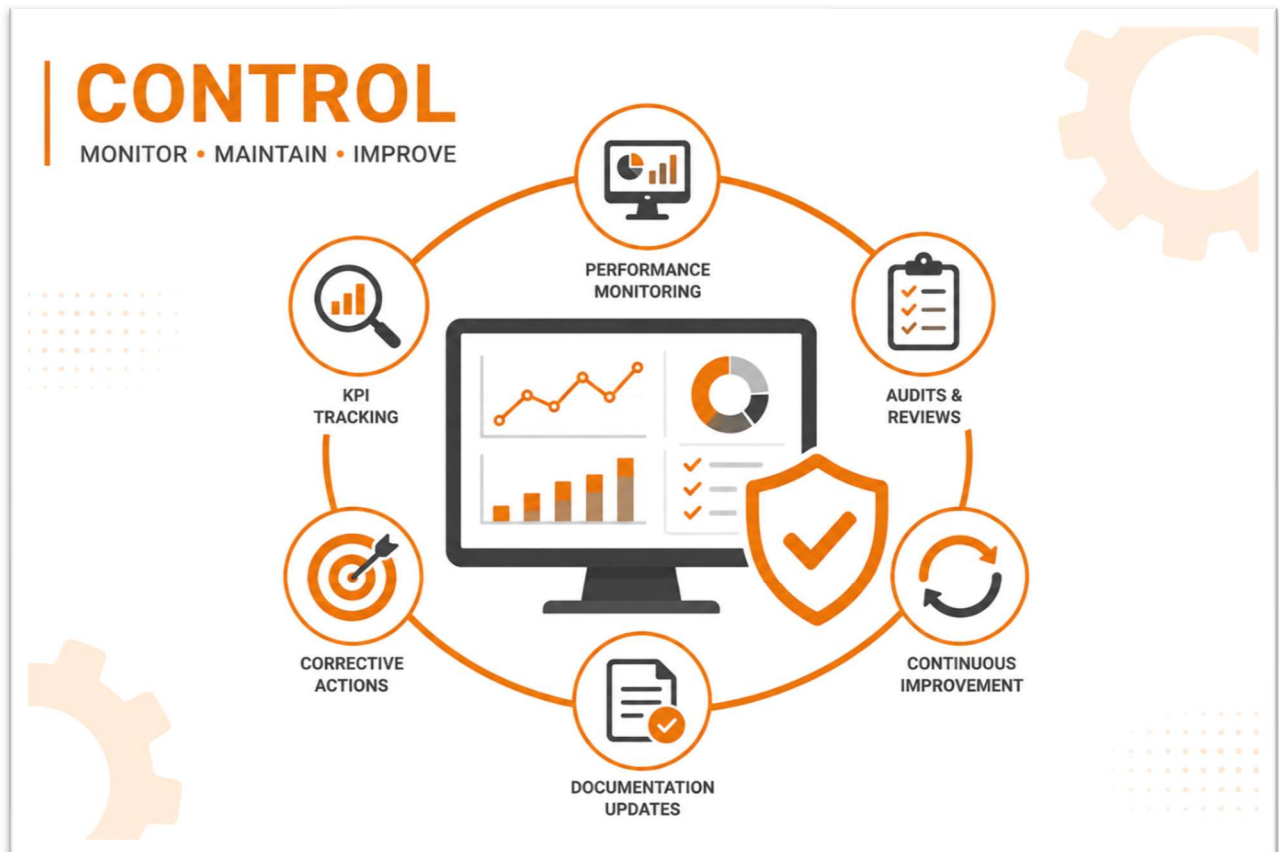 CONTROL
MONITOR • MAINTAIN • IMPROVE
PERFORMANCE
MONITORING
KPI
TRACKING
AUDITS &
REVIEWS
CORRECTIVE
ACTIONS
CONTINUOUS
IMPROVEMENT
DOCUMENTATION
UPDATES